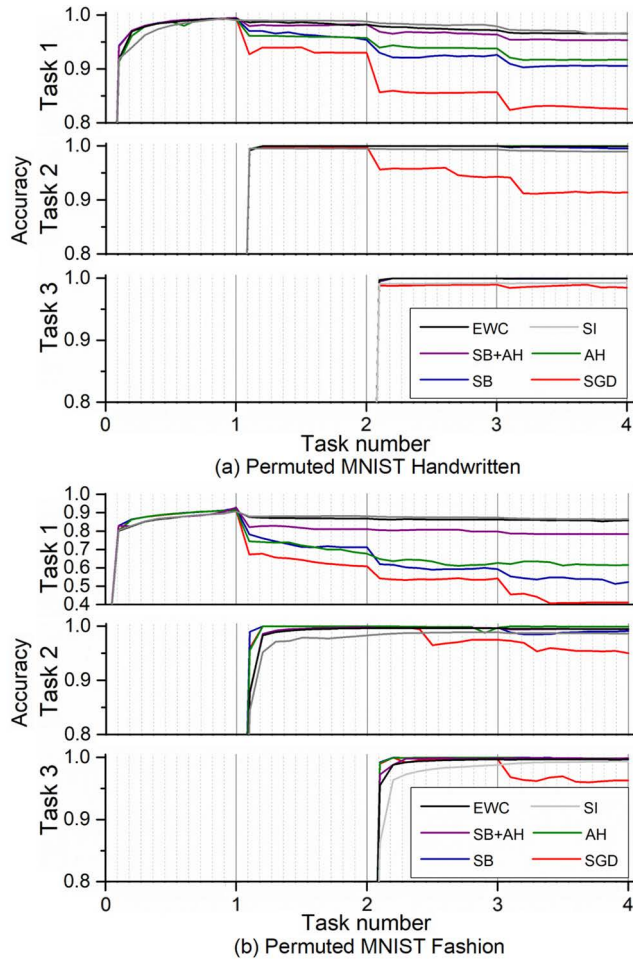 Accuracy
Task 1
1.00
0.95
0.9
0.8
Task 2
1.0
0.9
0.8
Task 3
1.0
0.9
0.8
EWC SI
SB+AH AH
SB SGD
0 1 2 3 4
Task number
(a) Permuted MNIST Handwritten
Accuracy
Task 1
1.0
0.9
0.8
0.7
0.6
0.5
0.4
Task 2
1.0
0.9
0.8
Task 3
1.0
0.9
0.8
EWC SI
SB+AH AH
SB SGD
0 1 2 3 4
Task number
(b) Permuted MNIST Fashion